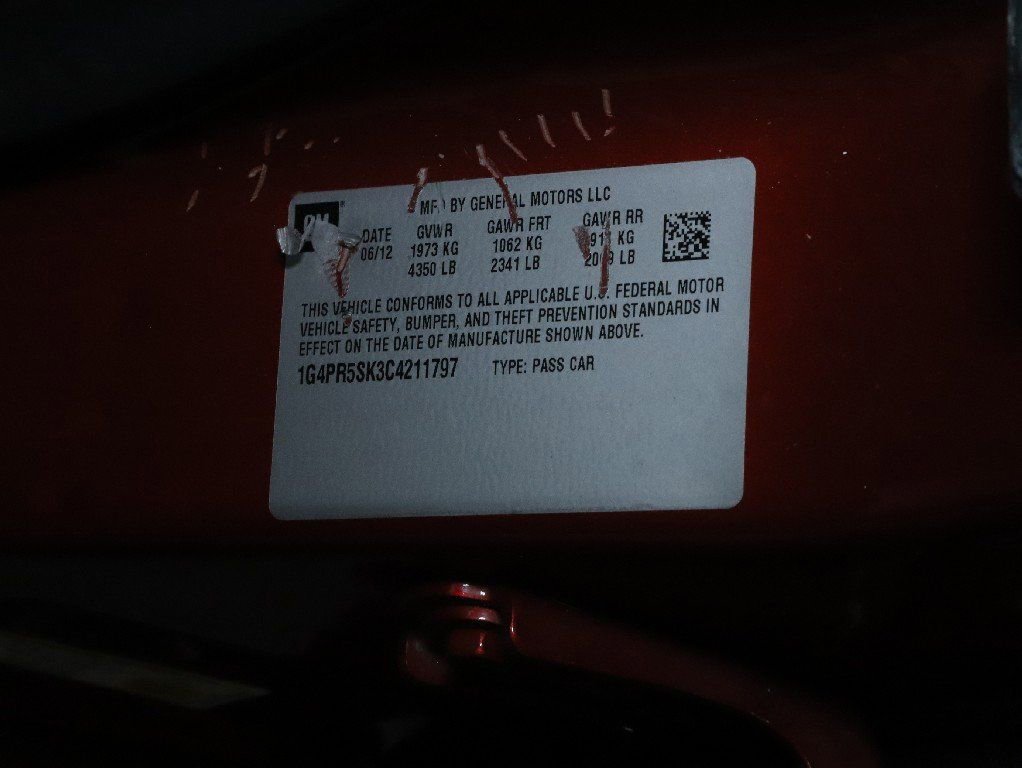 GM
MFD BY GENERAL MOTORS LLC
DATE GVWR GAWR FRT GAWR RR
06/12 1973 KG 1062 KG KG
4350 LB 2341 LB LB
THIS VEHICLE CONFORMS TO ALL APPLICABLE U.S. FEDERAL MOTOR
VEHICLE SAFETY, BUMPER, AND THEFT PREVENTION STANDARDS IN
EFFECT ON THE DATE OF MANUFACTURE SHOWN ABOVE.
1G4PR5SK3C4211797 TYPE: PASS CAR